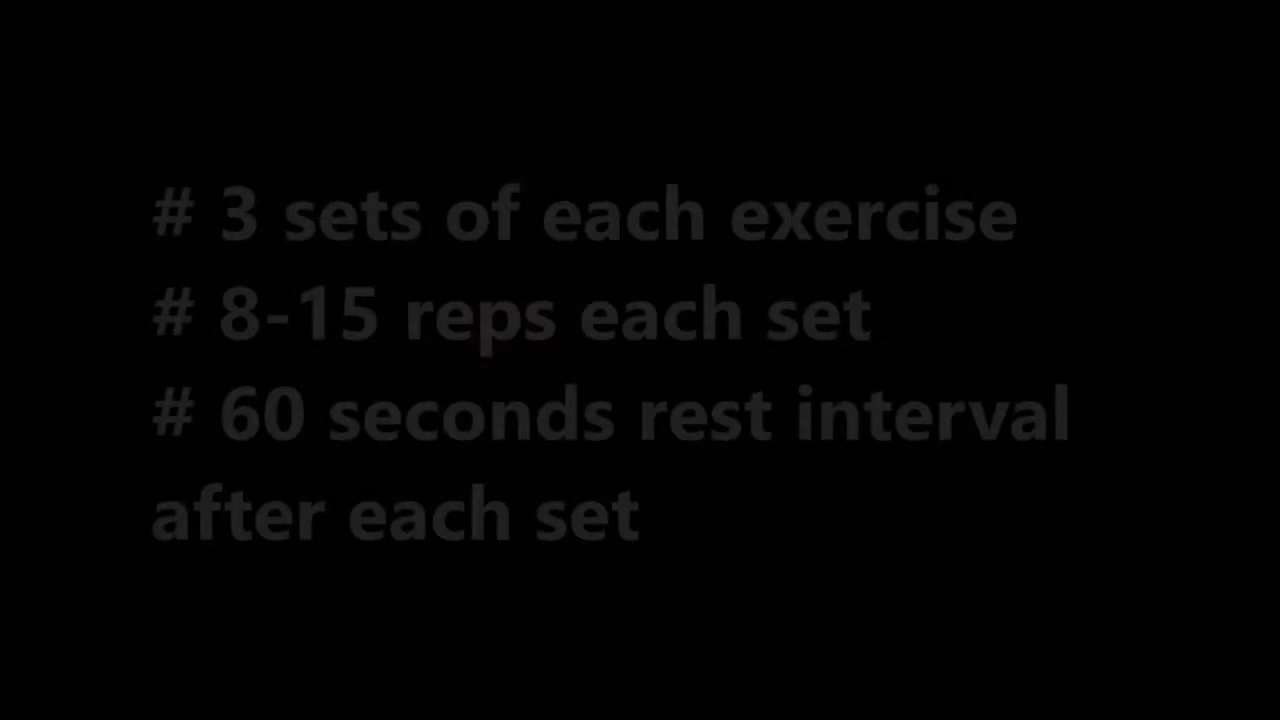 # 3 sets of each exercise
# 8-15 reps each set
# 60 seconds rest interval
after each set